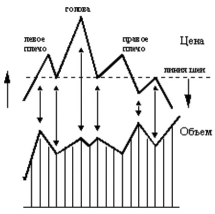 голова
левое
плечо
правое
плечо
Цена
линия шеи
Объем